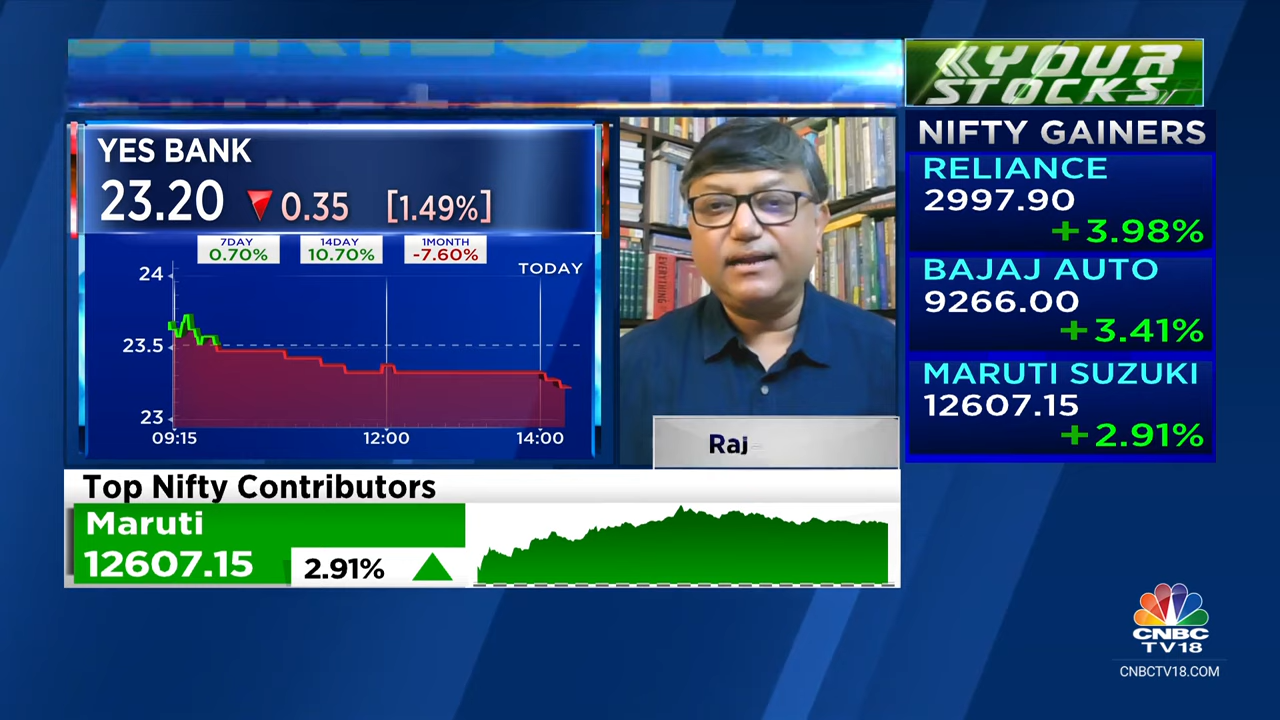 YOUR
STOCKS
YES BANK
23.20 ▼ 0.35 [1.49%]
7DAY
0.70%
14DAY
10.70%
1MONTH
-7.60%
TODAY
24
23.5
23
09:15
12:00
14:00
EVERYTHING
Raj
NIFTY GAINERS
RELIANCE
2997.90
+3.98%
BAJAJ AUTO
9266.00
+3.41%
MARUTI SUZUKI
12607.15
+2.91%
Top Nifty Contributors
Maruti
12607.15
2.91%
CNBC
TV18
CNBCTV18.COM